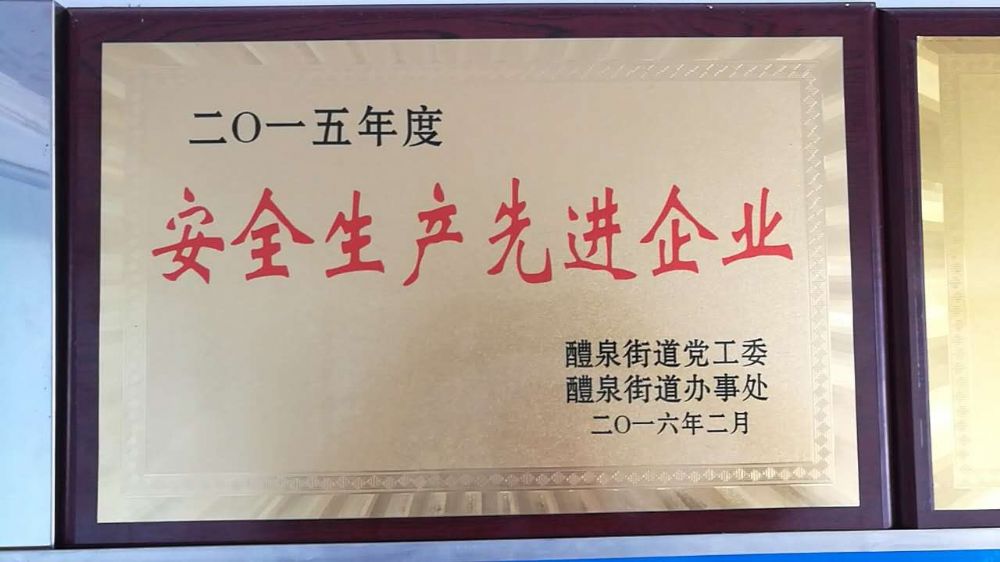 二〇一五年度
安全生产先进企业
醴泉街道党工委
醴泉街道办事处
二〇一六年二月